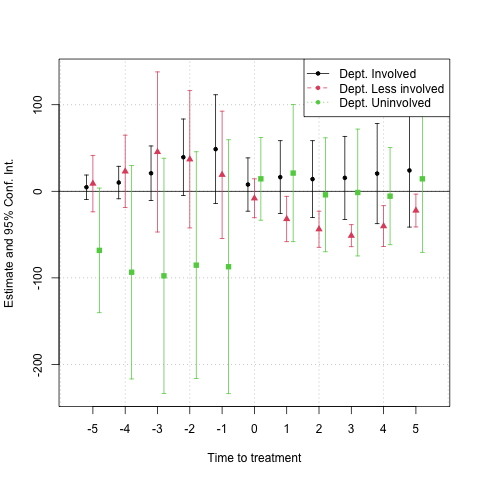 Dept. Involved
Dept. Less involved
Dept. Uninvolved
Estimate and 95% Conf. Int.
100
0
-100
-200
-5 -4 -3 -2 -1 0 1 2 3 4 5
Time to treatment